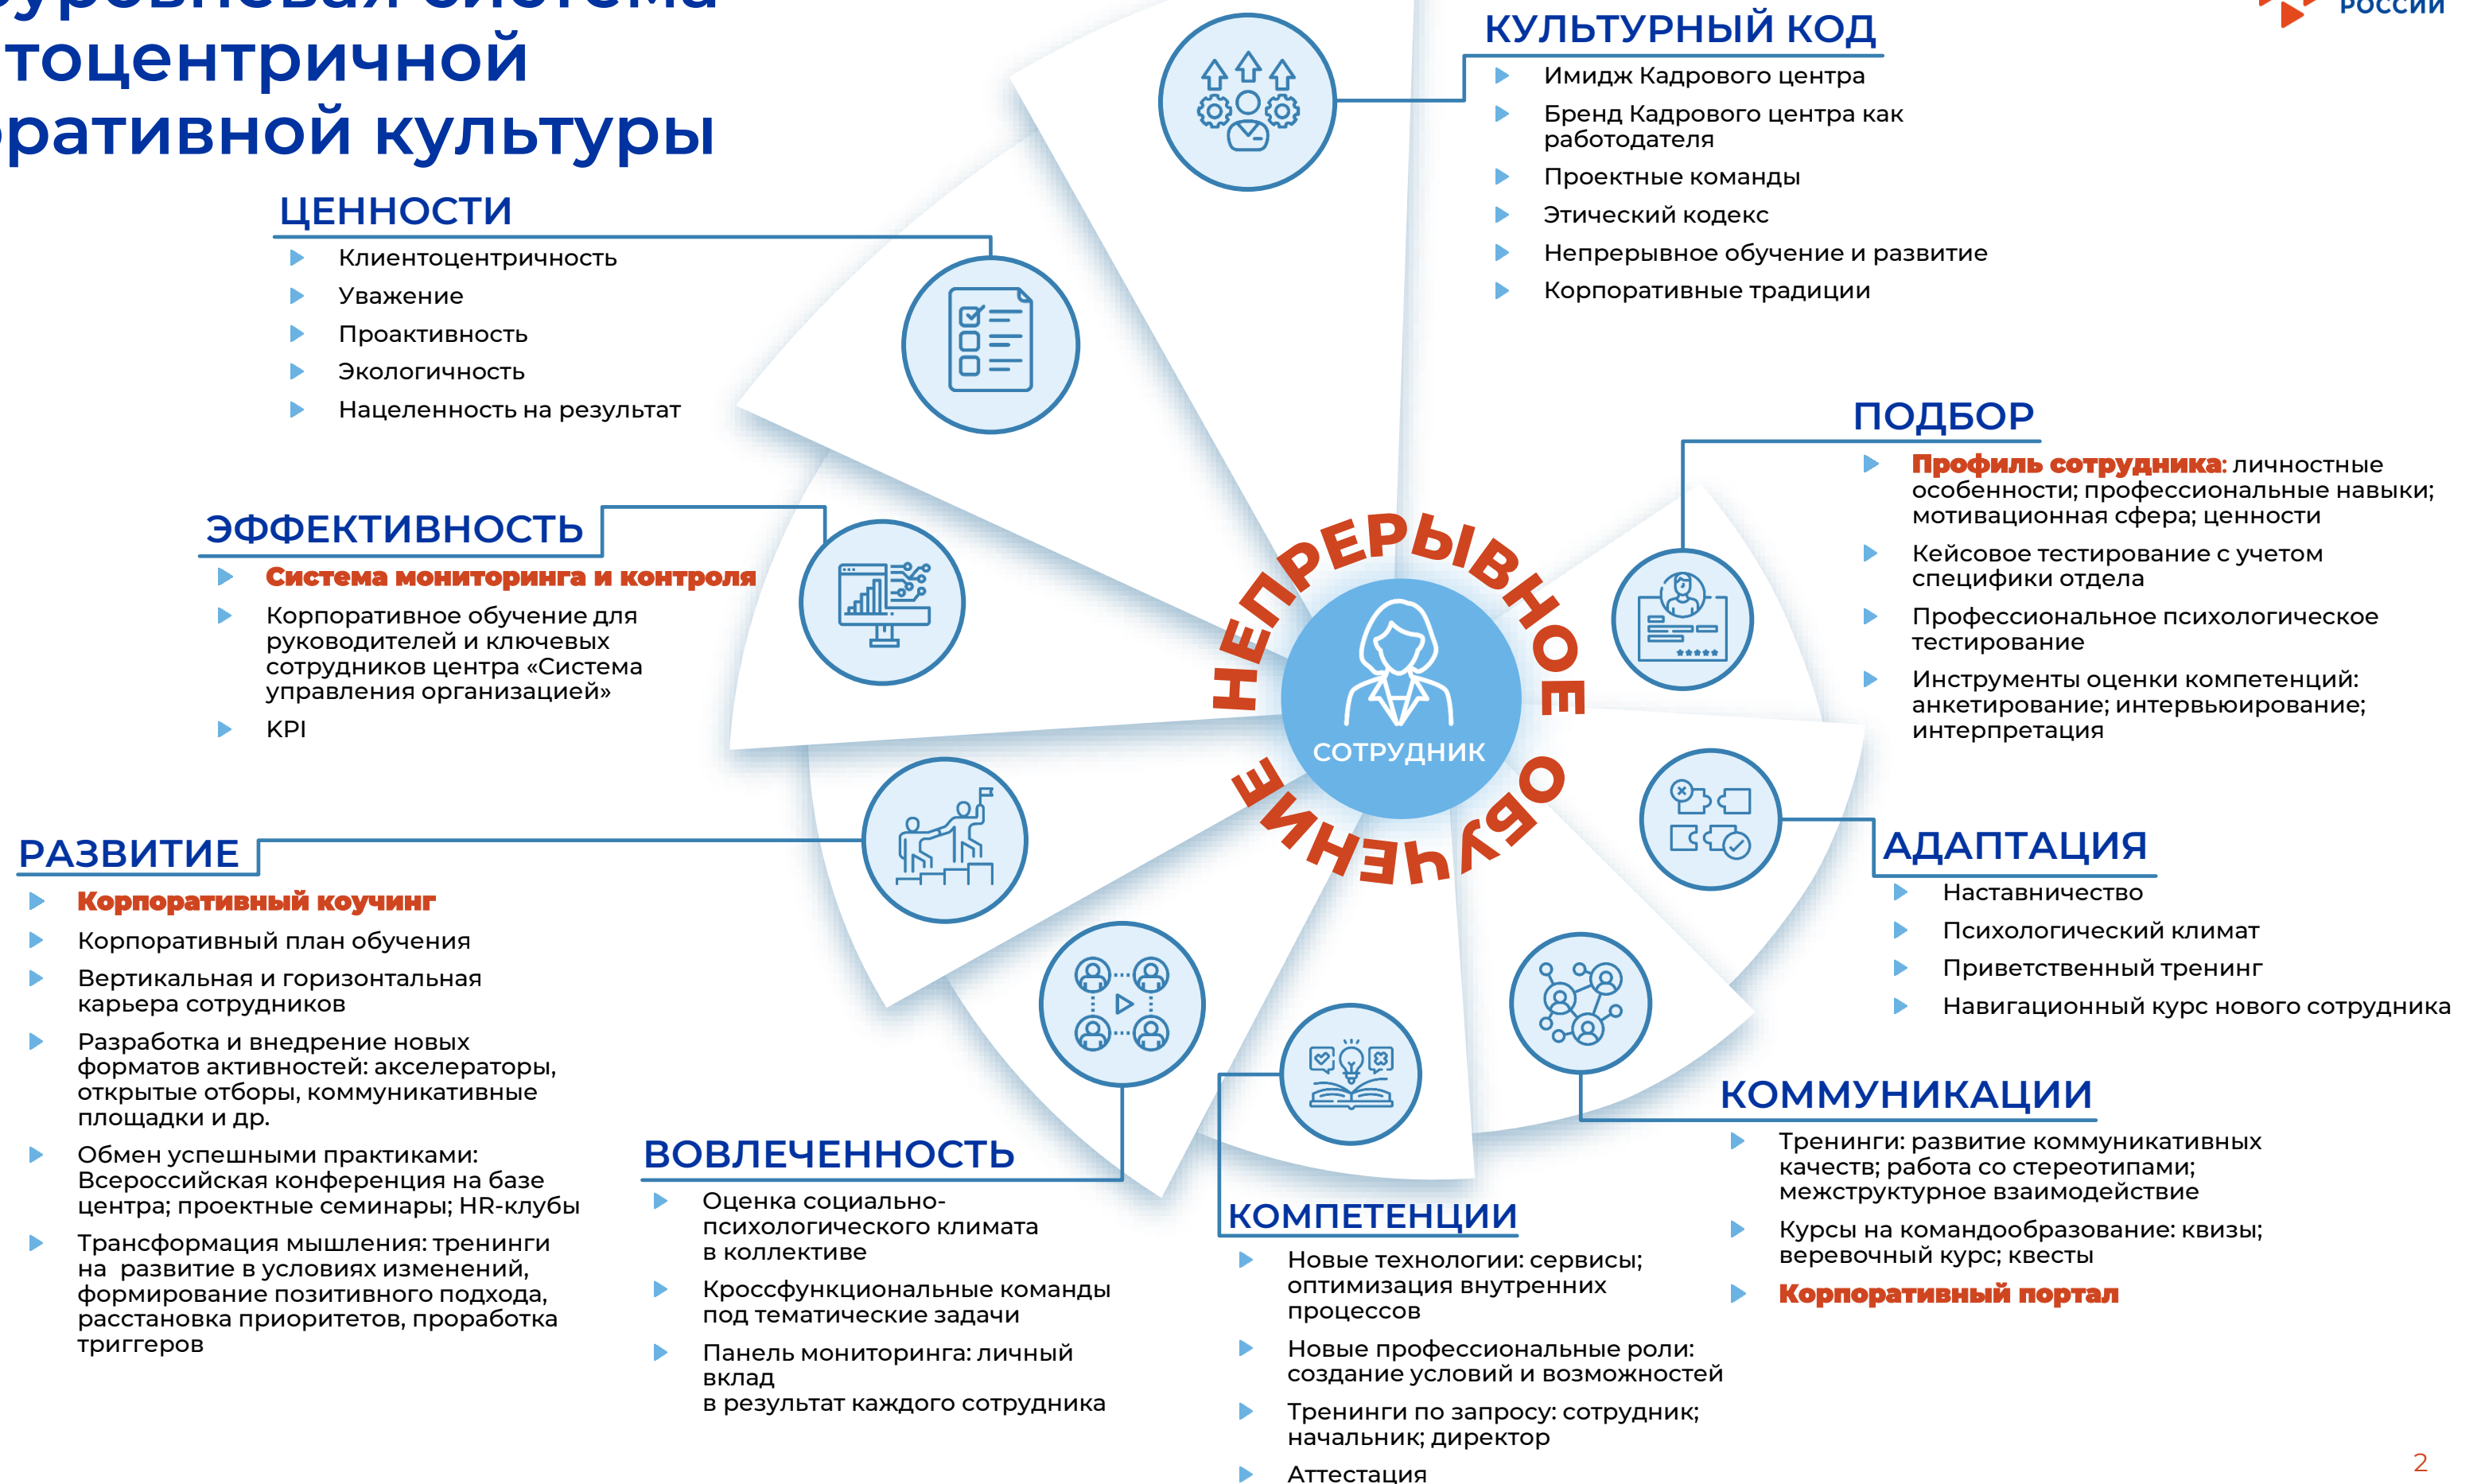 тоцентричной
культуры
РОССИИ
КУЛЬТУРНЫЙ КОД
Имидж Кадрового центра
Бренд Кадрового центра как
работодателя
Проектные команды
Этический кодекс
Непрерывное обучение и развитие
Корпоративные традиции
ЦЕННОСТИ
Клиентоцентричность
Уважение
Проактивность
Экологичность
Нацеленность на результат
ПОДБОР
Профиль сотрудника: личностные
особенности; профессиональные навыки;
мотивационная сфера; ценности
Кейсовое тестирование с учетом
специфики отдела
Профессиональное психологическое
тестирование
Инструменты оценки компетенций:
анкетирование; интервьюирование;
интерпретация
ЭФФЕКТИВНОСТЬ
Система мониторинга и контроля
Корпоративное обучение для
руководителей и ключевых
сотрудников центра «Система
управления организацией»
KPI
НЕПРЕРЫВНОЕ ОБУЧЕНИЕ
СОТРУДНИК
РАЗВИТИЕ
Корпоративный коучинг
Корпоративный план обучения
Вертикальная и горизонтальная
карьера сотрудников
Разработка и внедрение новых
форматов активностей: акселераторы,
открытые отборы, коммуникативные
площадки и др.
Обмен успешными практиками:
Всероссийская конференция на базе
центра; проектные семинары; HR-клубы
Трансформация мышления: тренинги
на развитие в условиях изменений,
формирование позитивного подхода,
расстановка приоритетов, проработка
триггеров
АДАПТАЦИЯ
Наставничество
Психологический климат
Приветственный тренинг
Навигационный курс нового сотрудника
КОММУНИКАЦИИ
Тренинги: развитие коммуникативных
качеств; работа со стереотипами;
межструктурное взаимодействие
Курсы на командообразование: квизы;
веревочный курс; квесты
Корпоративный портал
ВОВЛЕЧЕННОСТЬ
Оценка социально-
психологического климата
в коллективе
Кроссфункциональные команды
под тематические задачи
Панель мониторинга: личный
вклад
в результат каждого сотрудника
КОМПЕТЕНЦИИ
Новые технологии: сервисы;
оптимизация внутренних
процессов
Новые профессиональные роли:
создание условий и возможностей
Тренинги по запросу: сотрудник;
начальник; директор
Аттестация
2